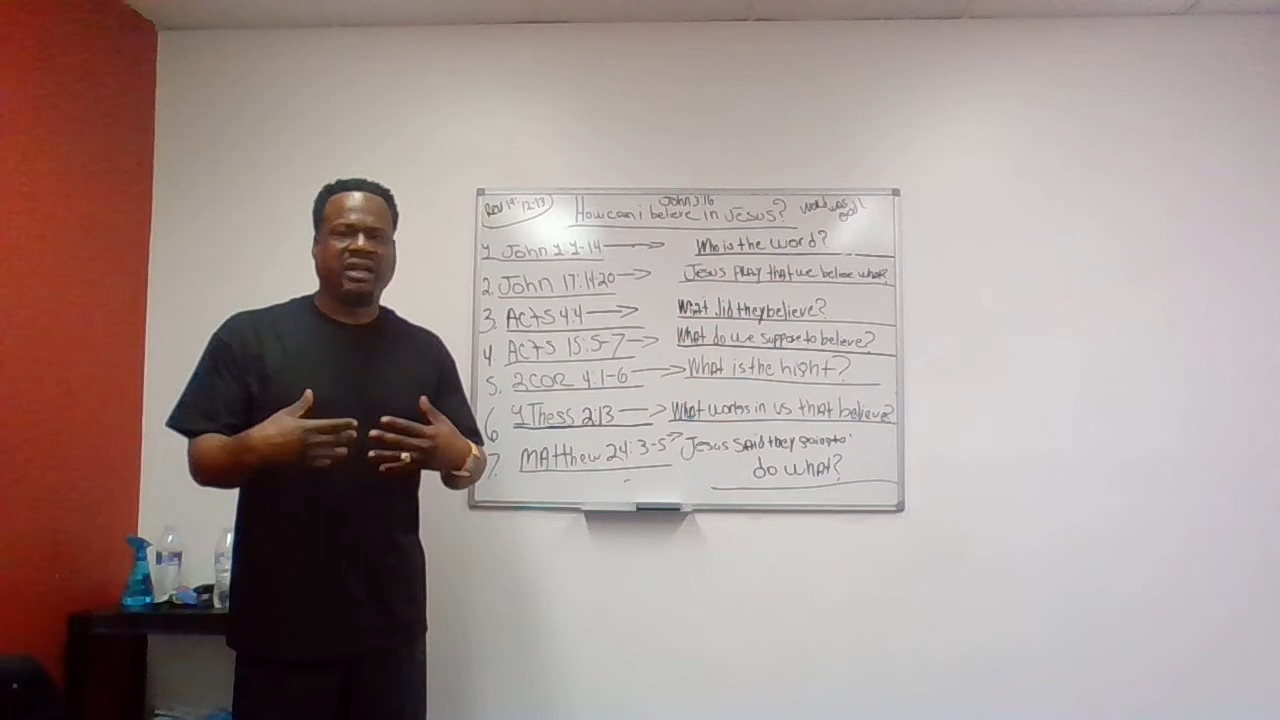 John 3:16
Rev 19:12-13 How can i believe in Jesus? word was God
1 John 1:1-14 → Who is the word?
2. John 17:14-20 → Jesus pray that we believe what?
3. Acts 4:4 → What did they believe?
4. Acts 15:5-7 → What do we suppose to believe?
5. 2 COR 4:1-6 → What is the light?
6 1 Thess 2:13 → What works in us that believe?
7. Matthew 24:3-5 → Jesus said they going to
do what?